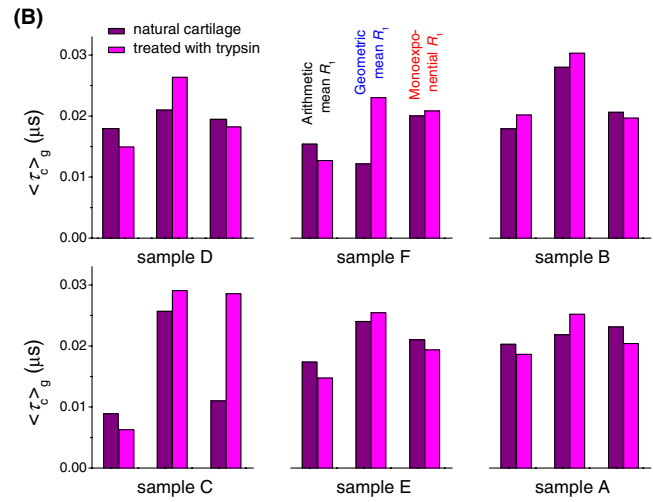 (B)
natural cartilage
treated with trypsin
Arithmetic
mean R₁
Geometric
mean R₁
Monoexpo-
nential R₁
<τc>g (μs)
0.03
0.02
0.01
0.00
sample D
sample F
sample B
<τc>g (μs)
0.03
0.02
0.01
0.00
sample C
sample E
sample A